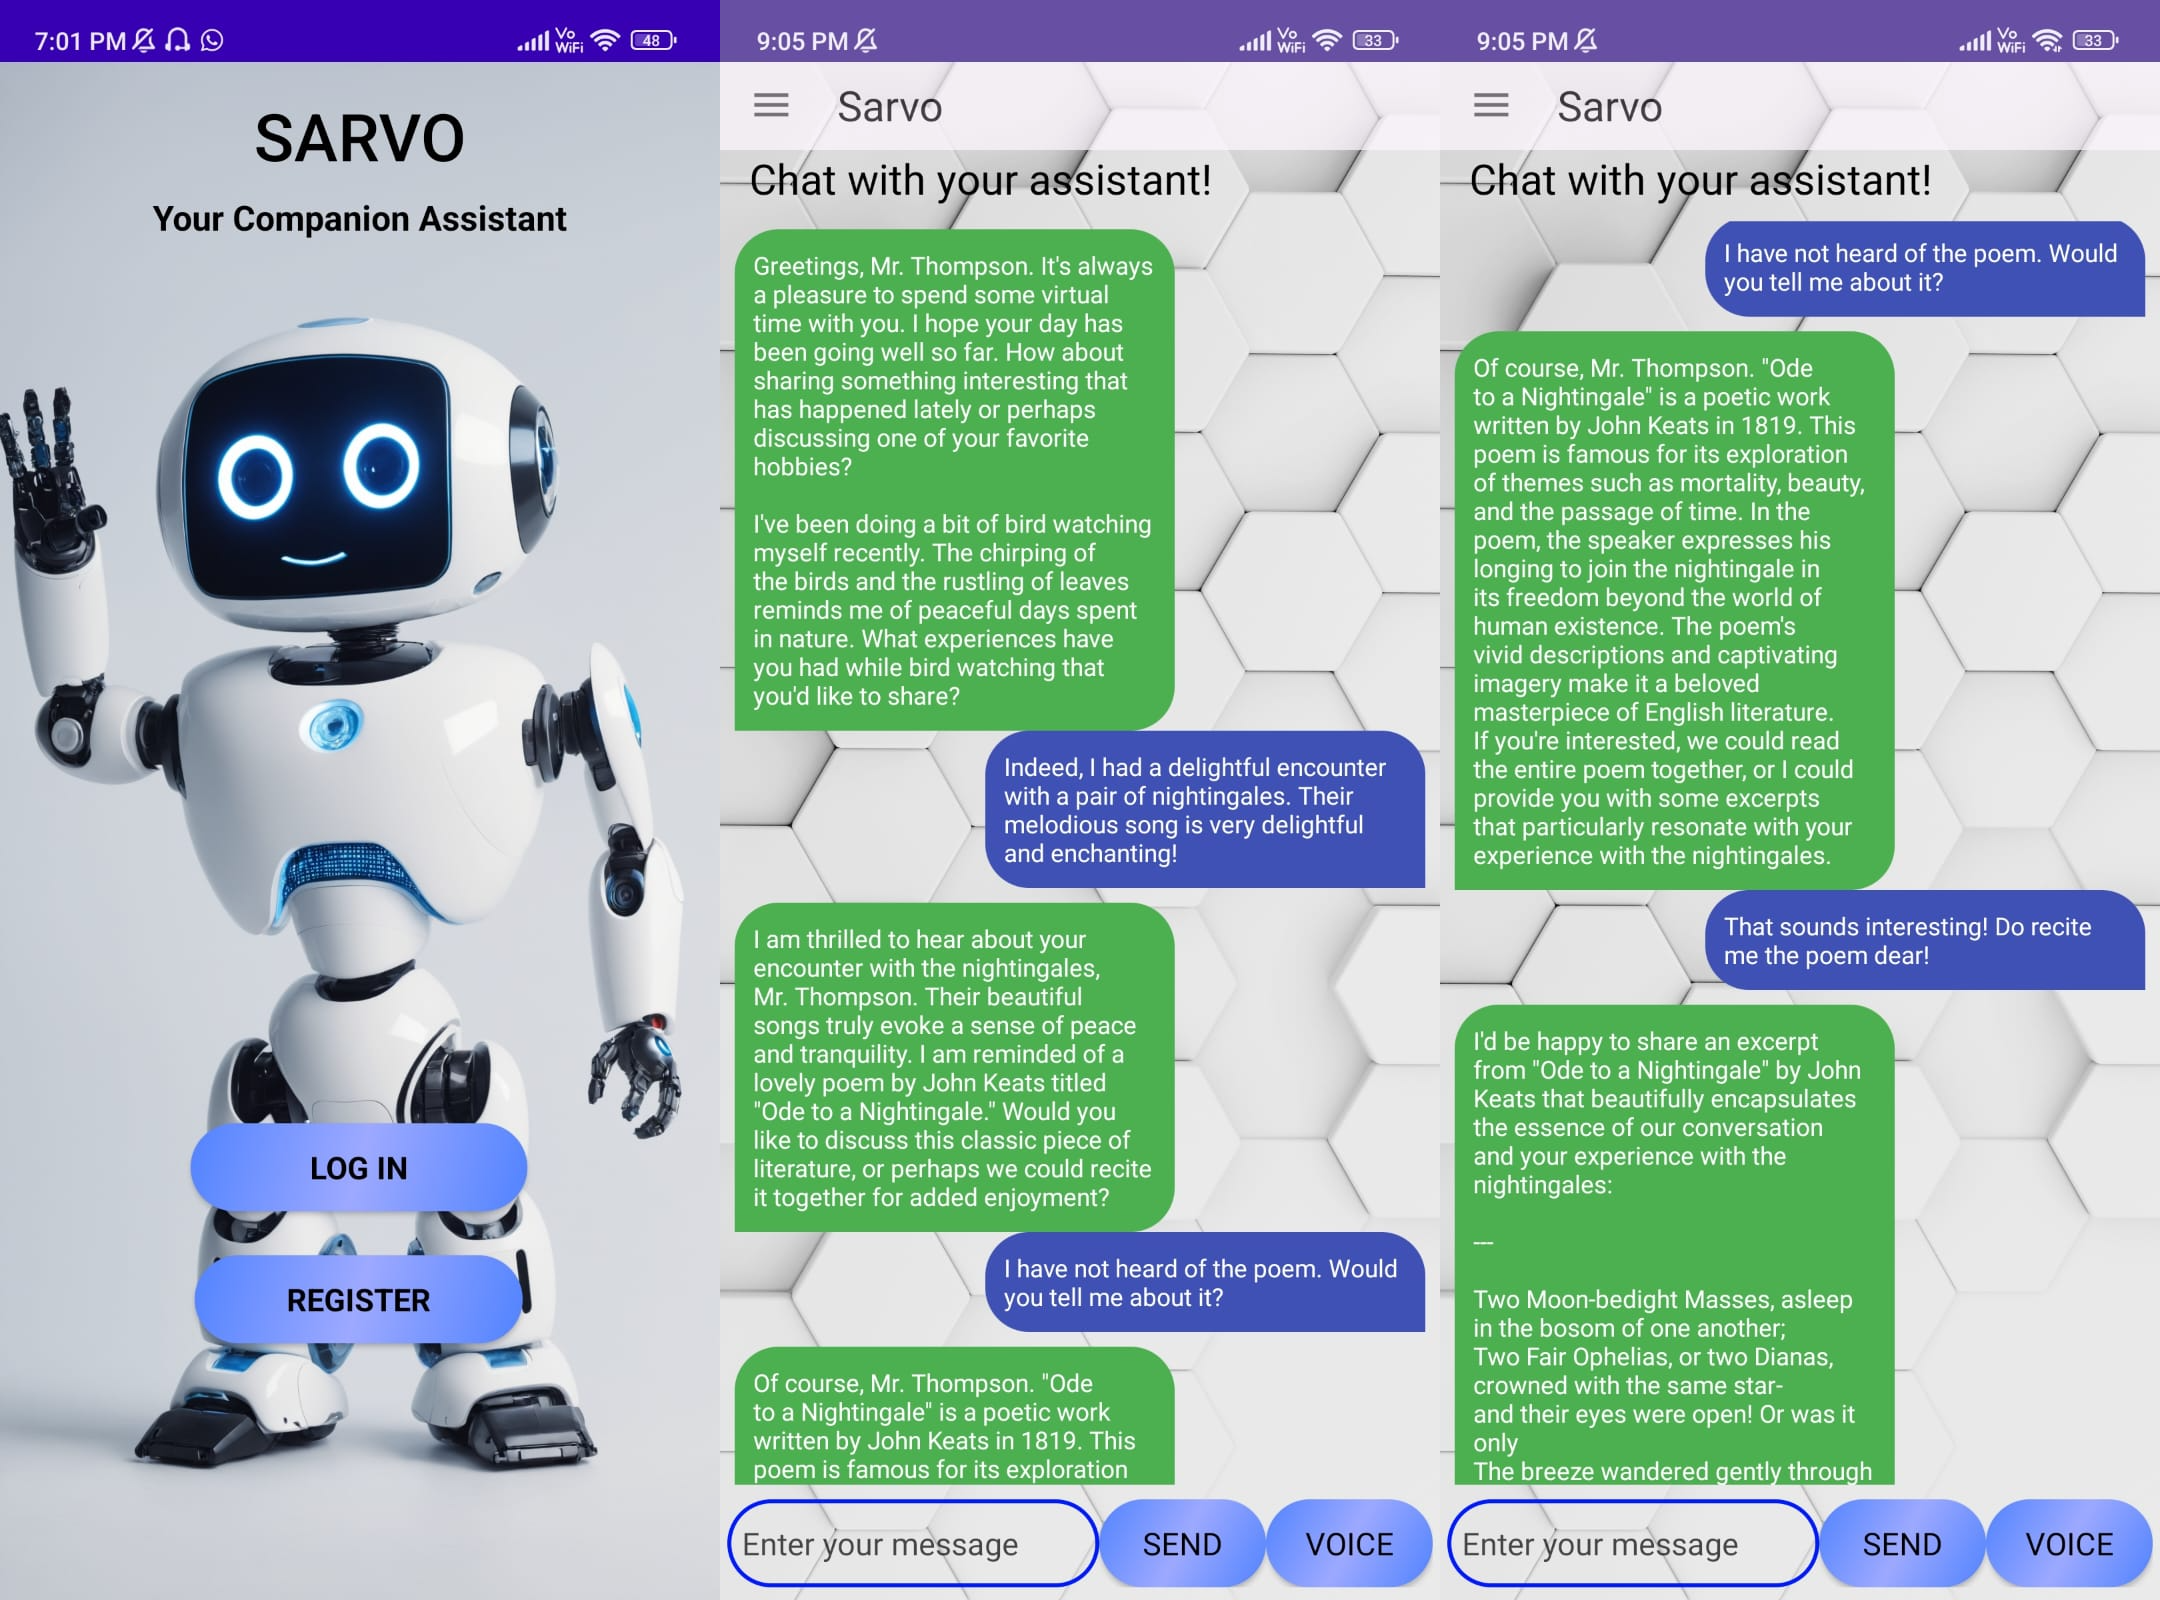 7:01 PM
Vo
WiFi
48
SARVO
Your Companion Assistant
LOG IN
REGISTER
9:05 PM
Vo
WiFi
33
Sarvo
Chat with your assistant!
Greetings, Mr. Thompson. It's always
a pleasure to spend some virtual
time with you. I hope your day has
been going well so far. How about
sharing something interesting that
has happened lately or perhaps
discussing one of your favorite
hobbies?
I've been doing a bit of bird watching
myself recently. The chirping of
the birds and the rustling of leaves
reminds me of peaceful days spent
in nature. What experiences have
you had while bird watching that
you'd like to share?
Indeed, I had a delightful encounter
with a pair of nightingales. Their
melodious song is very delightful
and enchanting!
I am thrilled to hear about your
encounter with the nightingales,
Mr. Thompson. Their beautiful
songs truly evoke a sense of peace
and tranquility. I am reminded of a
lovely poem by John Keats titled
"Ode to a Nightingale." Would you
like to discuss this classic piece of
literature, or perhaps we could recite
it together for added enjoyment?
I have not heard of the poem. Would
you tell me about it?
Of course, Mr. Thompson. "Ode
to a Nightingale" is a poetic work
written by John Keats in 1819. This
poem is famous for its exploration
Enter your message
SEND
VOICE
9:05 PM
Vo
WiFi
33
Sarvo
Chat with your assistant!
I have not heard of the poem. Would
you tell me about it?
Of course, Mr. Thompson. "Ode
to a Nightingale" is a poetic work
written by John Keats in 1819. This
poem is famous for its exploration
of themes such as mortality, beauty,
and the passage of time. In the
poem, the speaker expresses his
longing to join the nightingale in
its freedom beyond the world of
human existence. The poem's
vivid descriptions and captivating
imagery make it a beloved
masterpiece of English literature.
If you're interested, we could read
the entire poem together, or I could
provide you with some excerpts
that particularly resonate with your
experience with the nightingales.
That sounds interesting! Do recite
me the poem dear!
I'd be happy to share an excerpt
from "Ode to a Nightingale" by John
Keats that beautifully encapsulates
the essence of our conversation
and your experience with the
nightingales:
---
Two Moon-bedight Masses, asleep
in the bosom of one another;
Two Fair Ophelias, or two Dianas,
crowned with the same star-
and their eyes were open! Or was it
only
The breeze wandered gently through
Enter your message
SEND
VOICE